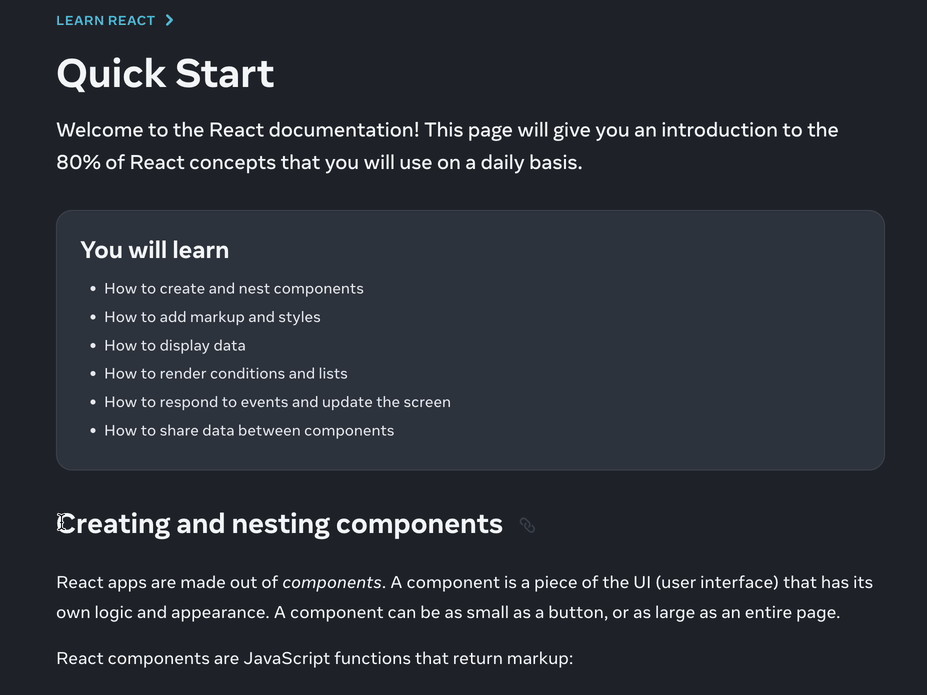 LEARN REACT
Quick Start
Welcome to the React documentation! This page will give you an introduction to the
80% of React concepts that you will use on a daily basis.
You will learn
• How to create and nest components
• How to add markup and styles
• How to display data
• How to render conditions and lists
• How to respond to events and update the screen
• How to share data between components
Creating and nesting components
React apps are made out of components. A component is a piece of the UI (user interface) that has its
own logic and appearance. A component can be as small as a button, or as large as an entire page.
React components are JavaScript functions that return markup: